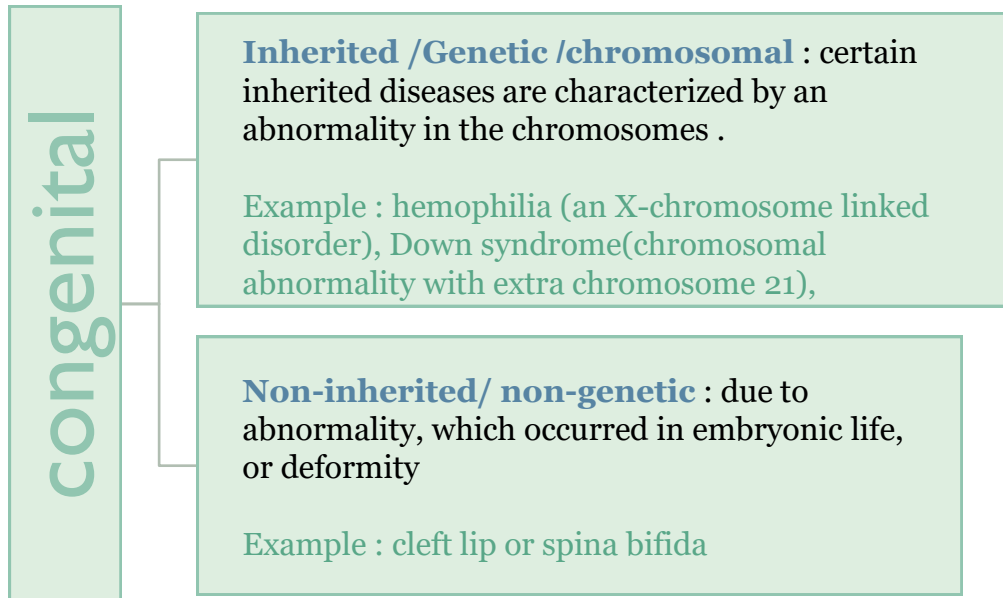 congenital
Inherited /Genetic /chromosomal : certain
inherited diseases are characterized by an
abnormality in the chromosomes .
Example : hemophilia (an X-chromosome linked
disorder), Down syndrome(chromosomal
abnormality with extra chromosome 21),
Non-inherited/ non-genetic : due to
abnormality, which occurred in embryonic life,
or deformity
Example : cleft lip or spina bifida